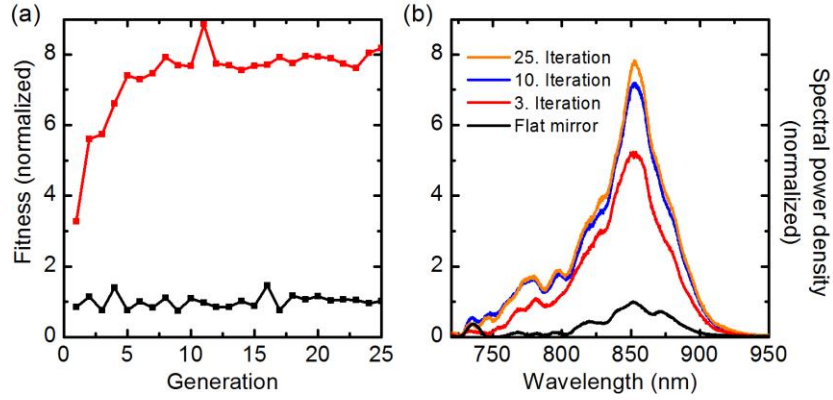 (a)
Fitness (normalized)
8
6
4
2
0
0 5 10 15 20 25
Generation
(b)
25. Iteration
10. Iteration
3. Iteration
Flat mirror
8
6
4
2
0
750 800 850 900 950
Wavelength (nm)
Spectral power density
(normalized)